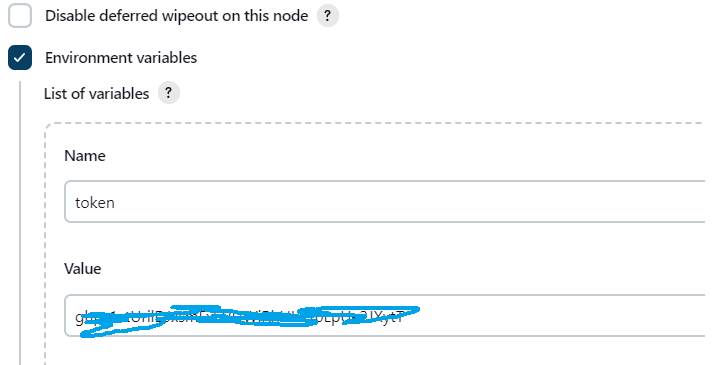 Disable deferred wipeout on this node ?
Environment variables
List of variables ?
Name
token
Value